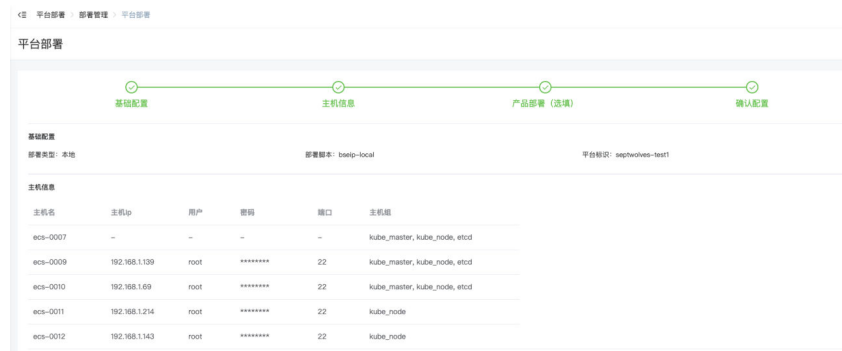 平台部署 > 部署管理 > 平台部署
平台部署
基础配置 主机信息 产品部署（选填） 确认配置
基础配置
部署类型：本地 部署脚本：bseip-local 平台标识：septwolves-test1
主机信息
主机名 主机ip 用户 密码 端口 主机组
ecs-0007 - - - - kube_master, kube_node, etcd
ecs-0009 192.168.1.139 root ******** 22 kube_master, kube_node, etcd
ecs-0010 192.168.1.69 root ******** 22 kube_master, kube_node, etcd
ecs-0011 192.168.1.214 root ******** 22 kube_node
ecs-0012 192.168.1.143 root ******** 22 kube_node